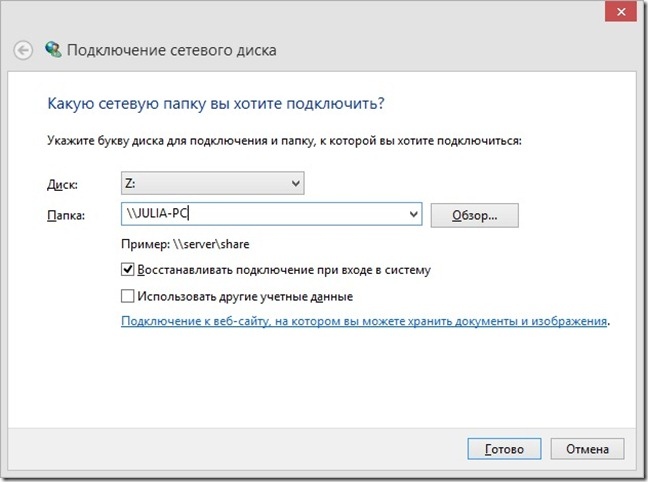 Подключение сетевого диска
Какую сетевую папку вы хотите подключить?
Укажите букву диска для подключения и папку, к которой вы хотите подключиться:
Диск: Z:
Папка: \\JULIA-PC Обзор...
Пример: \\server\share
Восстанавливать подключение при входе в систему
Использовать другие учетные данные
Подключение к веб-сайту, на котором вы можете хранить документы и изображения.
Готово Отмена